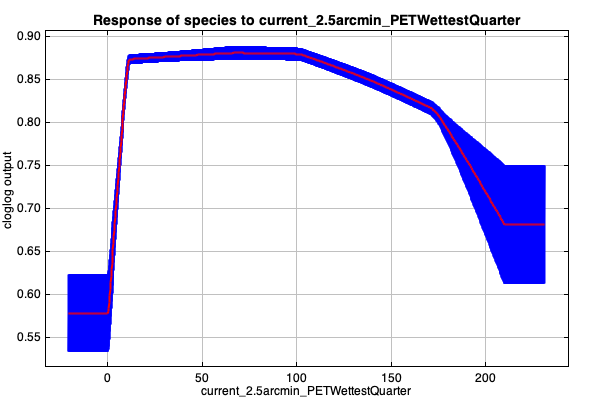 Response of species to current_2.5arcmin_PETWettestQuarter
0.90
0.85
0.80
0.75
0.70
0.65
0.60
0.55
cloglog output
0 50 100 150 200
current_2.5arcmin_PETWettestQuarter